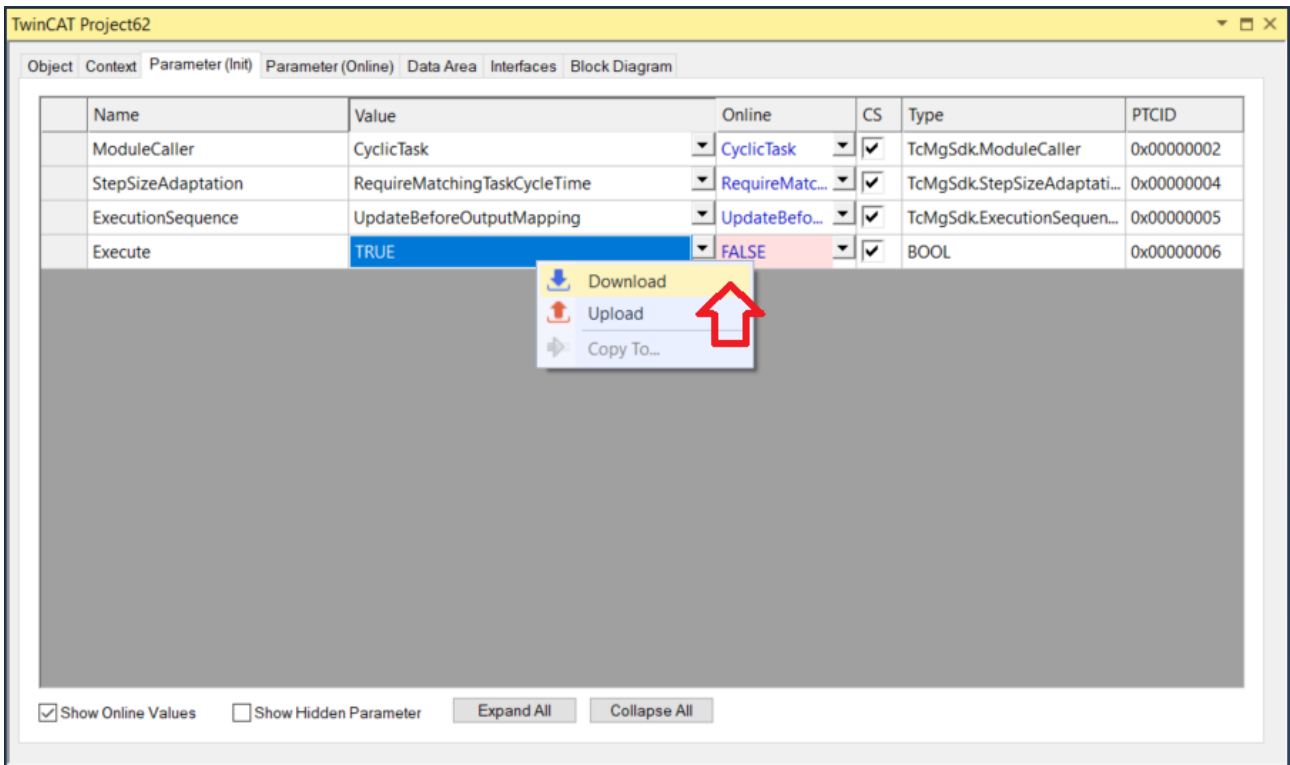 TwinCAT Project62
Object Context Parameter (Init) Parameter (Online) Data Area Interfaces Block Diagram
Name Value Online CS Type PTCID
ModuleCaller CyclicTask CyclicTask TcMgSdk.ModuleCaller 0x00000002
StepSizeAdaptation RequireMatchingTaskCycleTime RequireMatc... TcMgSdk.StepSizeAdaptati... 0x00000004
ExecutionSequence UpdateBeforeOutputMapping UpdateBefo... TcMgSdk.ExecutionSequen... 0x00000005
Execute TRUE FALSE BOOL 0x00000006
Download
Upload
Copy To...
Show Online Values Show Hidden Parameter Expand All Collapse All